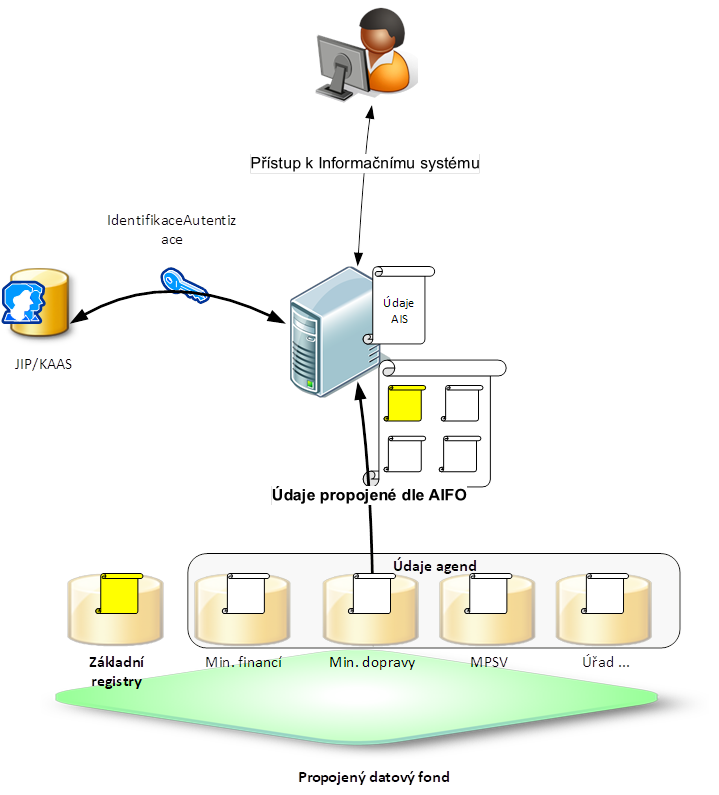 Přístup k Informačnímu systému
IdentifikaceAutentiz
ace
JIP/KAAS
Údaje
AIS
Údaje propojené dle AIFO
Údaje agend
Základní
registry
Min. financí
Min. dopravy
MPSV
Úřad ...
Propojený datový fond